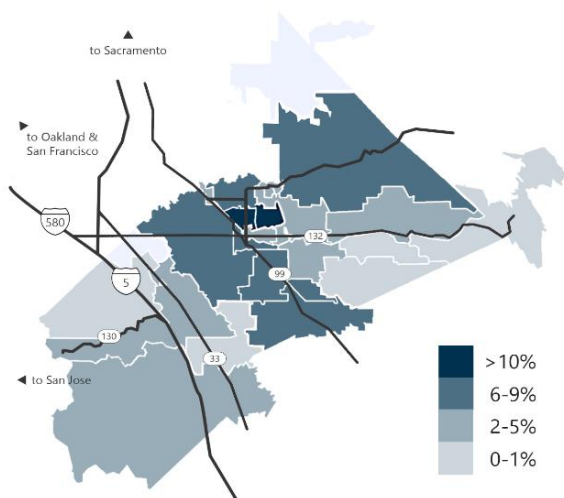 to Sacramento
to Oakland &
San Francisco
580
132
5
99
130
33
to San Jose
>10%
6-9%
2-5%
0-1%